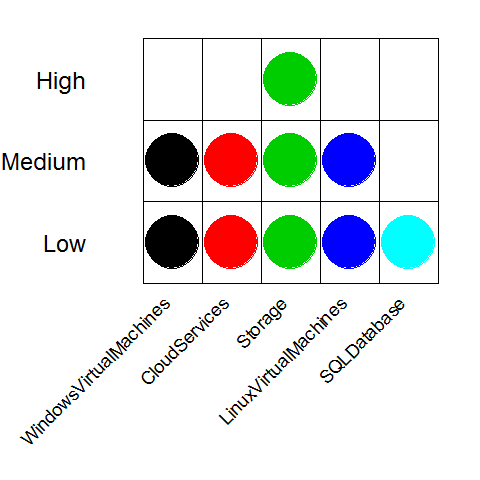 High
Medium
Low
WindowsVirtualMachines
CloudServices
Storage
LinuxVirtualMachines
SQLDatabase